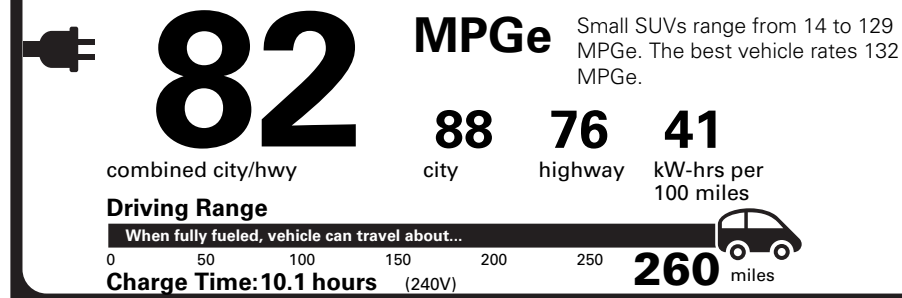 82 MPGe Small SUVs range from 14 to 129
MPGe. The best vehicle rates 132
MPGe.
88 76 41
combined city/hwy city highway kW-hrs per
100 miles
Driving Range
When fully fueled, vehicle can travel about...
0 50 100 150 200 250 260 miles
Charge Time: 10.1 hours (240V)